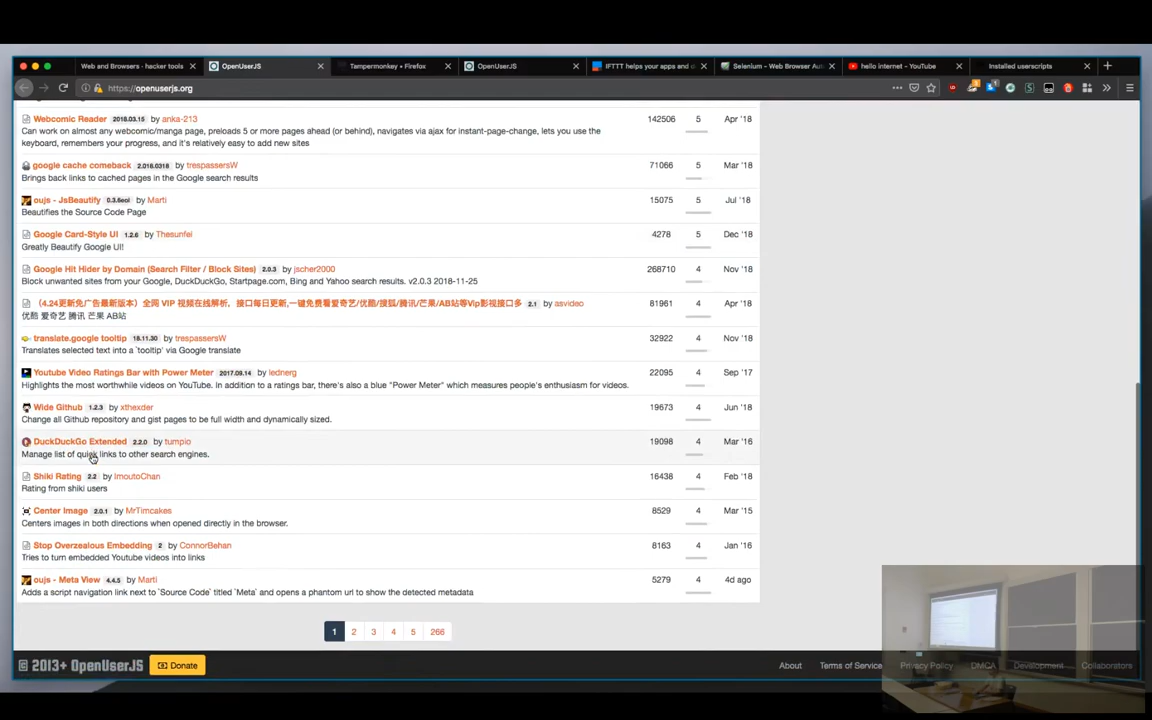 Web and Browsers - hacker tools
OpenUserJS
Tampermonkey • Firefox
OpenUserJS
IFTTT helps your apps and
Selenium – Web Browser Aut
hello internet - YouTube
Installed userscripts
https://openuserjs.org
Webcomic Reader 2018.03.15 by anka-213 142506 5 Apr '18
Can work on almost any webcomic/manga page, preloads 5 or more pages ahead (or behind), navigates via ajax for instant-page-change, lets you use the
keyboard, remembers your progress, and it's relatively easy to add new sites
google cache comeback 2.016.0318 by trespassersW 71066 5 Mar '18
Brings back links to cached pages in the Google search results
oujs - JsBeautify 0.3.6eol by Marti 15075 5 Jul '18
Beautifies the Source Code Page
Google Card-Style UI 1.2.6 by Thesunfei 4278 5 Dec '18
Greatly Beautify Google UI!
Google Hit Hider by Domain (Search Filter / Block Sites) 2.0.3 by jscher2000 268710 4 Nov '18
Block unwanted sites from your Google, DuckDuckGo, Startpage.com, Bing and Yahoo search results. v2.0.3 2018-11-25
（4.24更新免广告最新版本）全网 VIP 视频在线解析，接口每日更新,一键免费看爱奇艺/优酷/搜狐/腾讯/芒果/AB站等Vip影视接口多 2.1 by asvideo 81961 4 Apr '18
优酷 爱奇艺 腾讯 芒果 AB站
translate.google tooltip 18.11.30 by trespassersW 32922 4 Nov '18
Translates selected text into a `tooltip' via Google translate
Youtube Video Ratings Bar with Power Meter 2017.09.14 by lednerg 22095 4 Sep '17
Highlights the most worthwhile videos on YouTube. In addition to a ratings bar, there's also a blue "Power Meter" which measures people's enthusiasm for videos.
Wide Github 1.2.3 by xthexder 19673 4 Jun '18
Change all Github repository and gist pages to be full width and dynamically sized.
DuckDuckGo Extended 2.2.0 by tumpio 19098 4 Mar '16
Manage list of quick links to other search engines.
Shiki Rating 2.2 by ImoutoChan 16438 4 Feb '18
Rating from shiki users
Center Image 2.0.1 by MrTimcakes 8529 4 Mar '15
Centers images in both directions when opened directly in the browser.
Stop Overzealous Embedding 2 by ConnorBehan 8163 4 Jan '16
Tries to turn embedded Youtube videos into links
oujs - Meta View 4.4.5 by Marti 5279 4 4d ago
Adds a script navigation link next to `Source Code` titled `Meta` and opens a phantom url to show the detected metadata
1 2 3 4 5 266
© 2013+ OpenUserJS Donate About Terms of Service Privacy Policy DMCA Development Collaborators